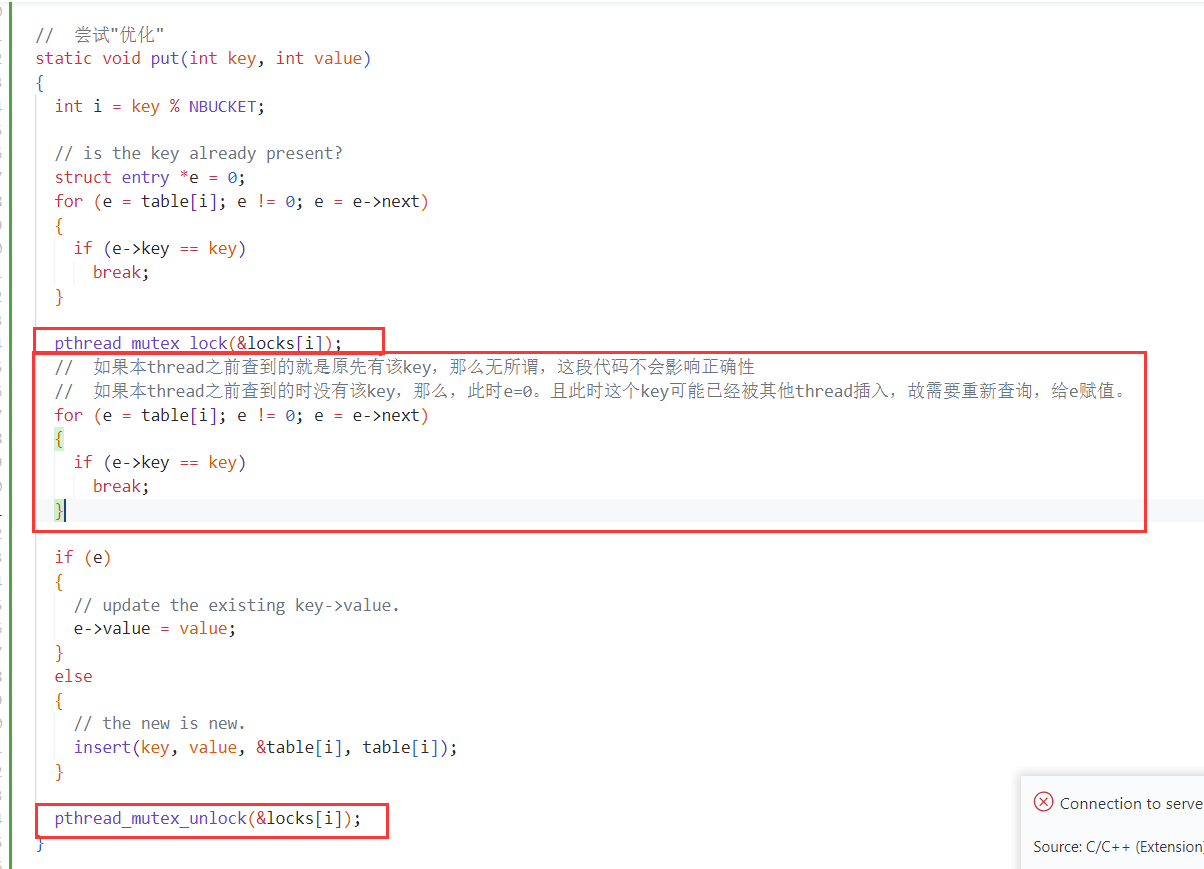 //  尝试"优化"
static void put(int key, int value)
{
  int i = key % NBUCKET;

  // is the key already present?
  struct entry *e = 0;
  for (e = table[i]; e != 0; e = e->next)
  {
    if (e->key == key)
      break;
  }

  pthread_mutex_lock(&locks[i]);
  //  如果本thread之前查到的就是原先有该key，那么无所谓，这段代码不会影响正确性
  //  如果本thread之前查到的时没有该key，那么，此时e=0。且此时这个key可能已经被其他thread插入，故需要重新查询，给e赋值。
  for (e = table[i]; e != 0; e = e->next)
  {
    if (e->key == key)
      break;
  }

  if (e)
  {
    // update the existing key->value.
    e->value = value;
  }
  else
  {
    // the new is new.
    insert(key, value, &table[i], table[i]);
  }

  pthread_mutex_unlock(&locks[i]);
}
Connection to serve
Source: C/C++ (Extension)